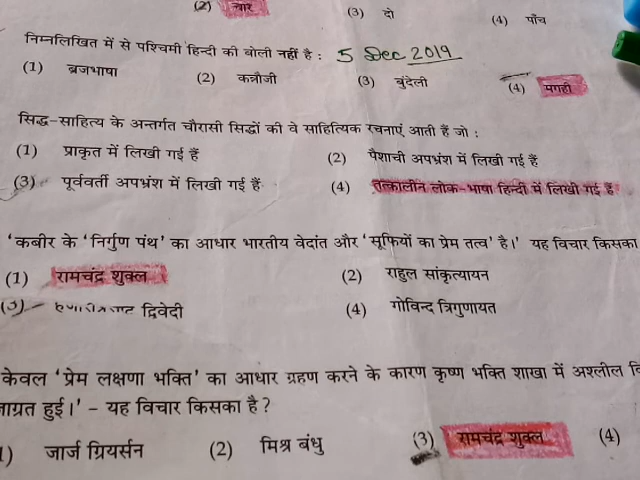 (2) चार (3) दो (4) पाँच
निम्नलिखित में से पश्चिमी हिन्दी की बोली नहीं है : 5 Dec 2019
(1) ब्रजभाषा (2) कन्नौजी (3) बुंदेली (4) मगही
सिद्ध-साहित्य के अन्तर्गत चौरासी सिद्धों की वे साहित्यिक रचनाएं आती हैं जो :
(1) प्राकृत में लिखी गई हैं (2) पैशाची अपभ्रंश में लिखी गई हैं
(3) पूर्ववर्ती अपभ्रंश में लिखी गई हैं (4) तत्कालीन लोक-भाषा हिन्दी में लिखी गई हैं
'कबीर के 'निर्गुण पंथ' का आधार भारतीय वेदांत और 'सूफियों का प्रेम तत्व' है।' यह विचार किसका
(1) रामचंद्र शुक्ल (2) राहुल सांकृत्यायन
(3) द्विवेदी (4) गोविन्द त्रिगुणायत
केवल 'प्रेम लक्षणा भक्ति' का आधार ग्रहण करने के कारण कृष्ण भक्ति शाखा में अश्लील
जाग्रत हुई।' - यह विचार किसका है ?
1) जार्ज ग्रियर्सन (2) मिश्र बंधु (3) रामचंद्र शुक्ल (4)